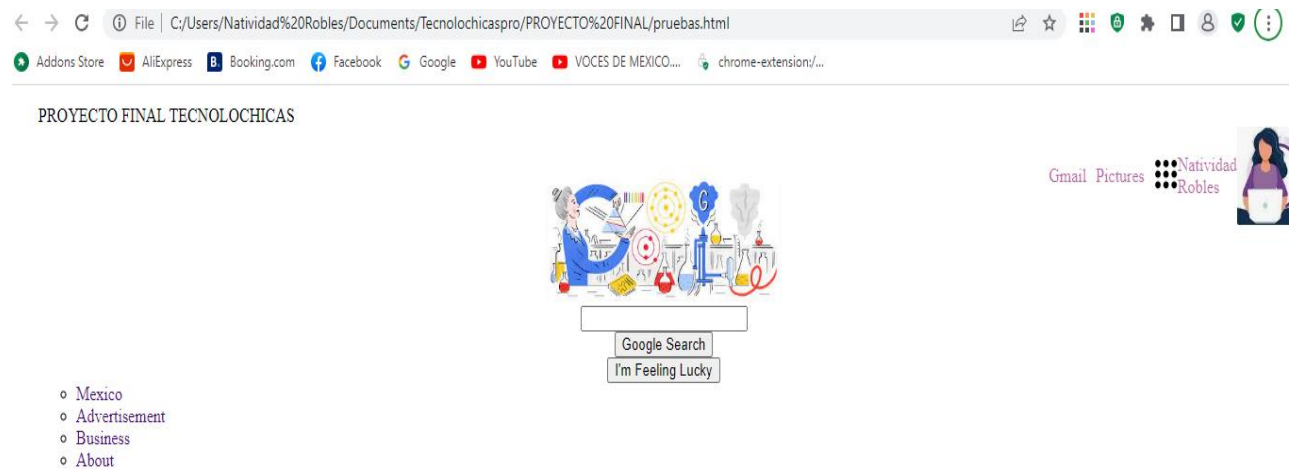 File | C:/Users/Natividad%20Robles/Documents/Tecnolochicaspro/PROYECTO%20FINAL/pruebas.html
Addons Store AliExpress B. Booking.com Facebook G Google YouTube VOCES DE MEXICO.... chrome-extension:/...
PROYECTO FINAL TECNOLOCHICAS
Gmail Pictures Natividad
Robles
G
Google Search
I'm Feeling Lucky
Mexico
Advertisement
Business
About